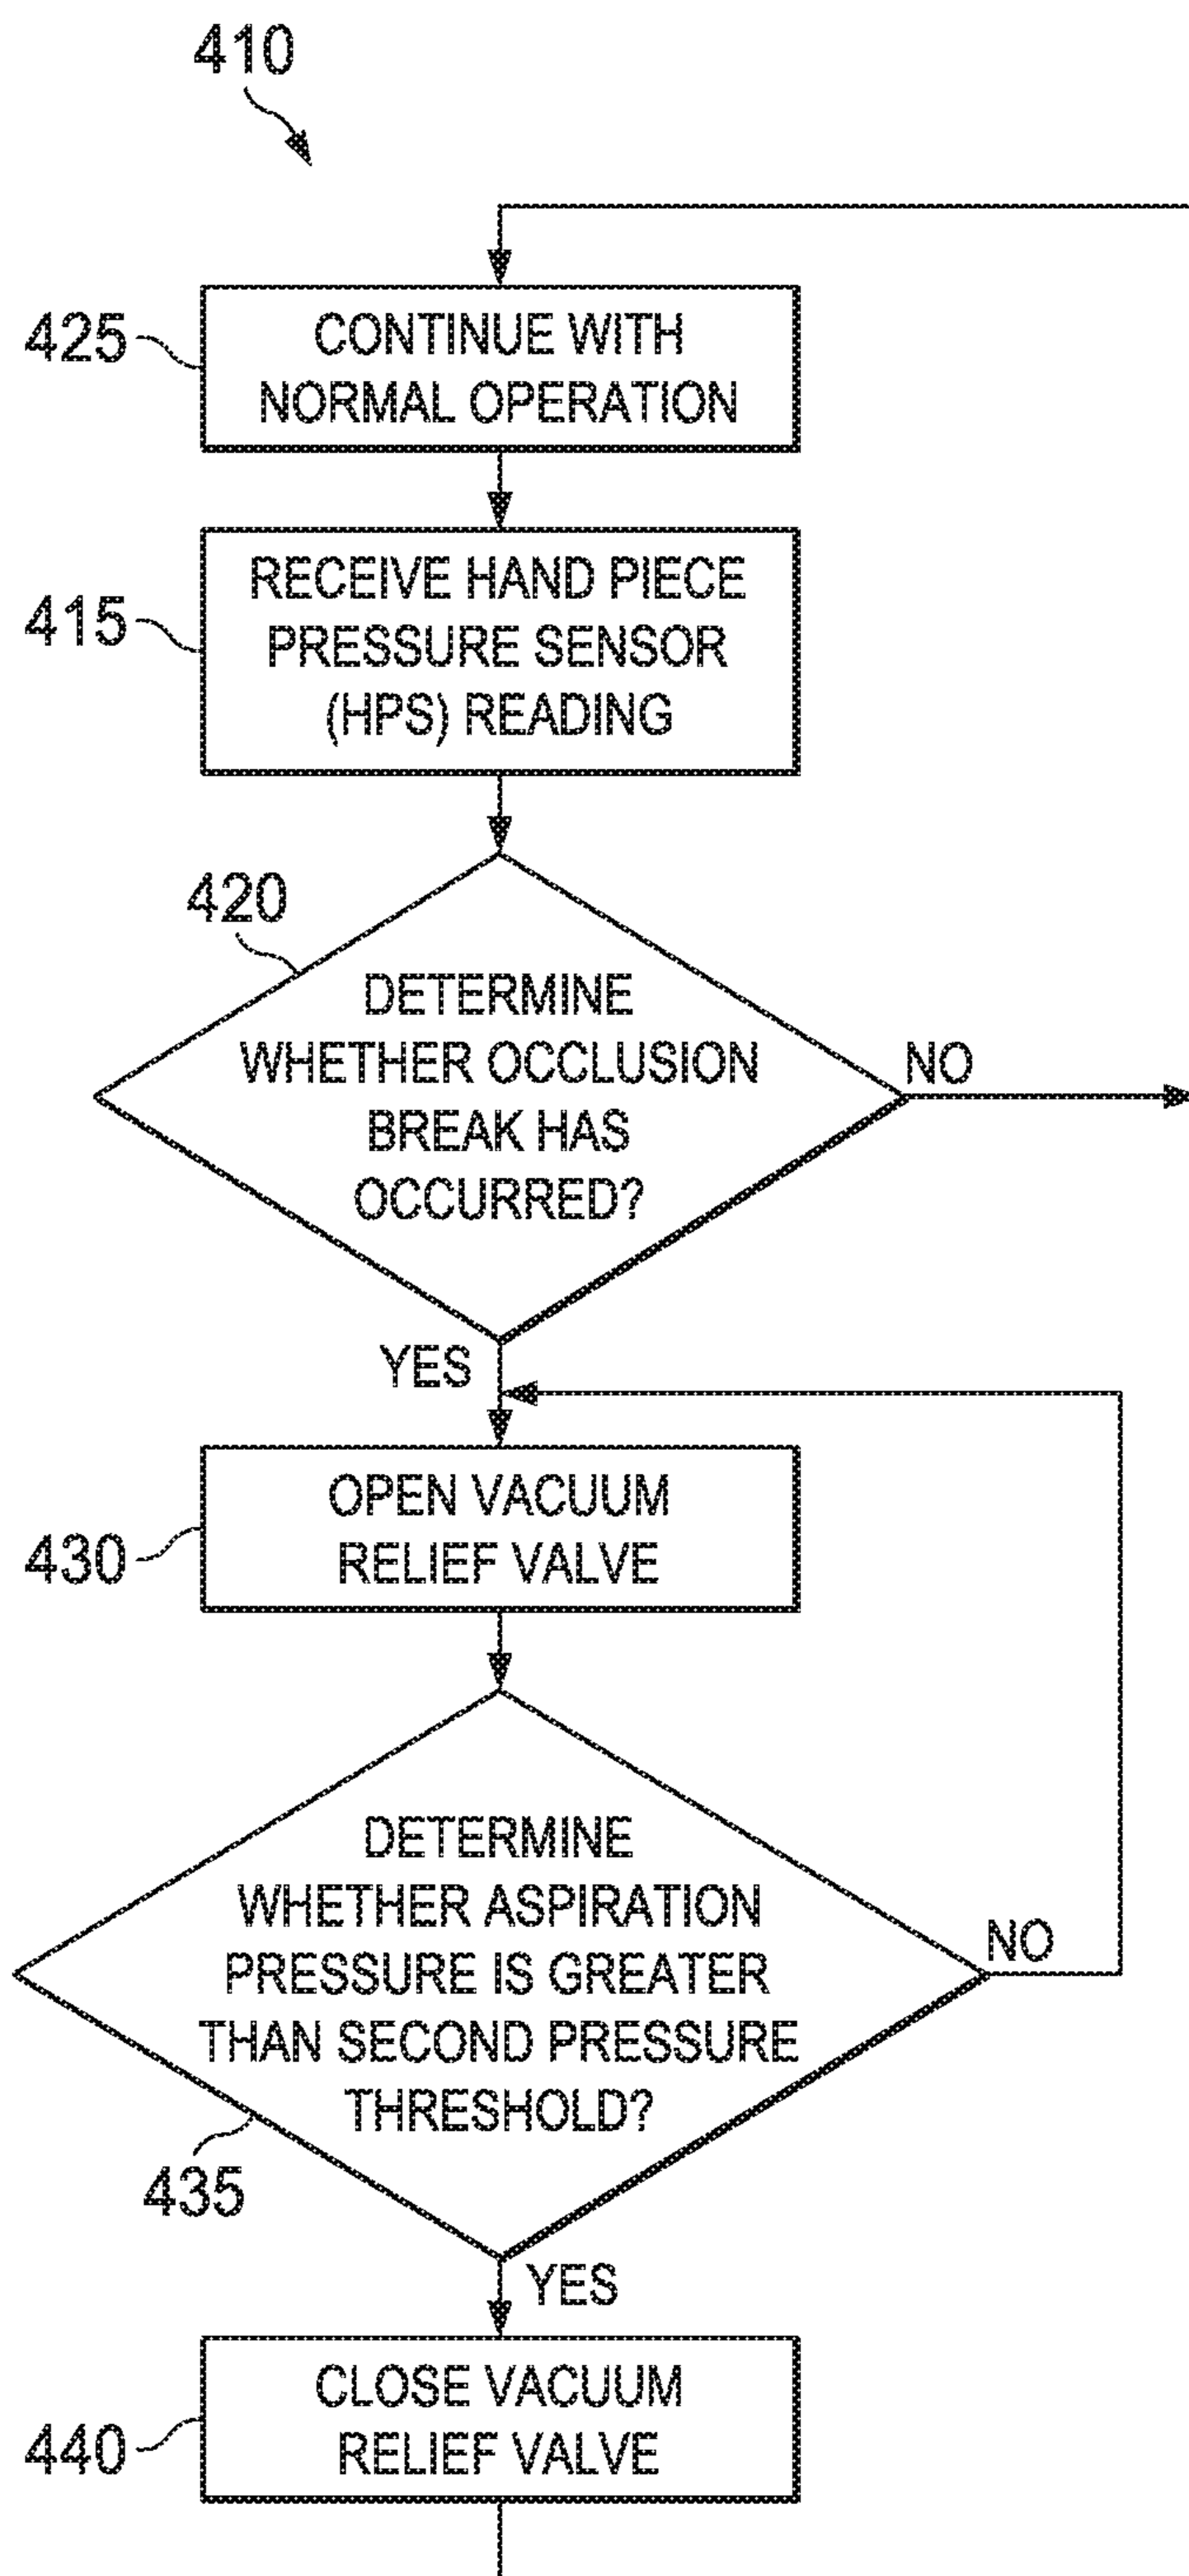 410
425
CONTINUE WITH
NORMAL OPERATION
415
RECEIVE HAND PIECE
PRESSURE SENSOR
(HPS) READING
420
DETERMINE
WHETHER OCCLUSION
BREAK HAS
OCCURRED?
NO
YES
430
OPEN VACUUM
RELIEF VALVE
DETERMINE
WHETHER ASPIRATION
PRESSURE IS GREATER
THAN SECOND PRESSURE
THRESHOLD?
NO
435
YES
440
CLOSE VACUUM
RELIEF VALVE